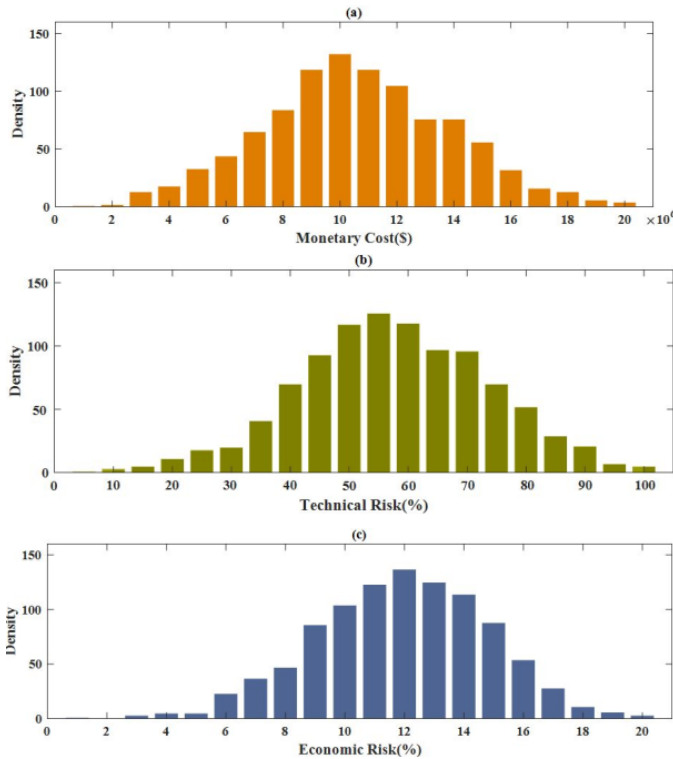 (a)
150
100
50
0
Density
0 2 4 6 8 10 12 14 16 18 20 ×10⁶
Monetary Cost($)
(b)
150
100
50
0
Density
0 10 20 30 40 50 60 70 80 90 100
Technical Risk(%)
(c)
150
100
50
0
Density
0 2 4 6 8 10 12 14 16 18 20
Economic Risk(%)